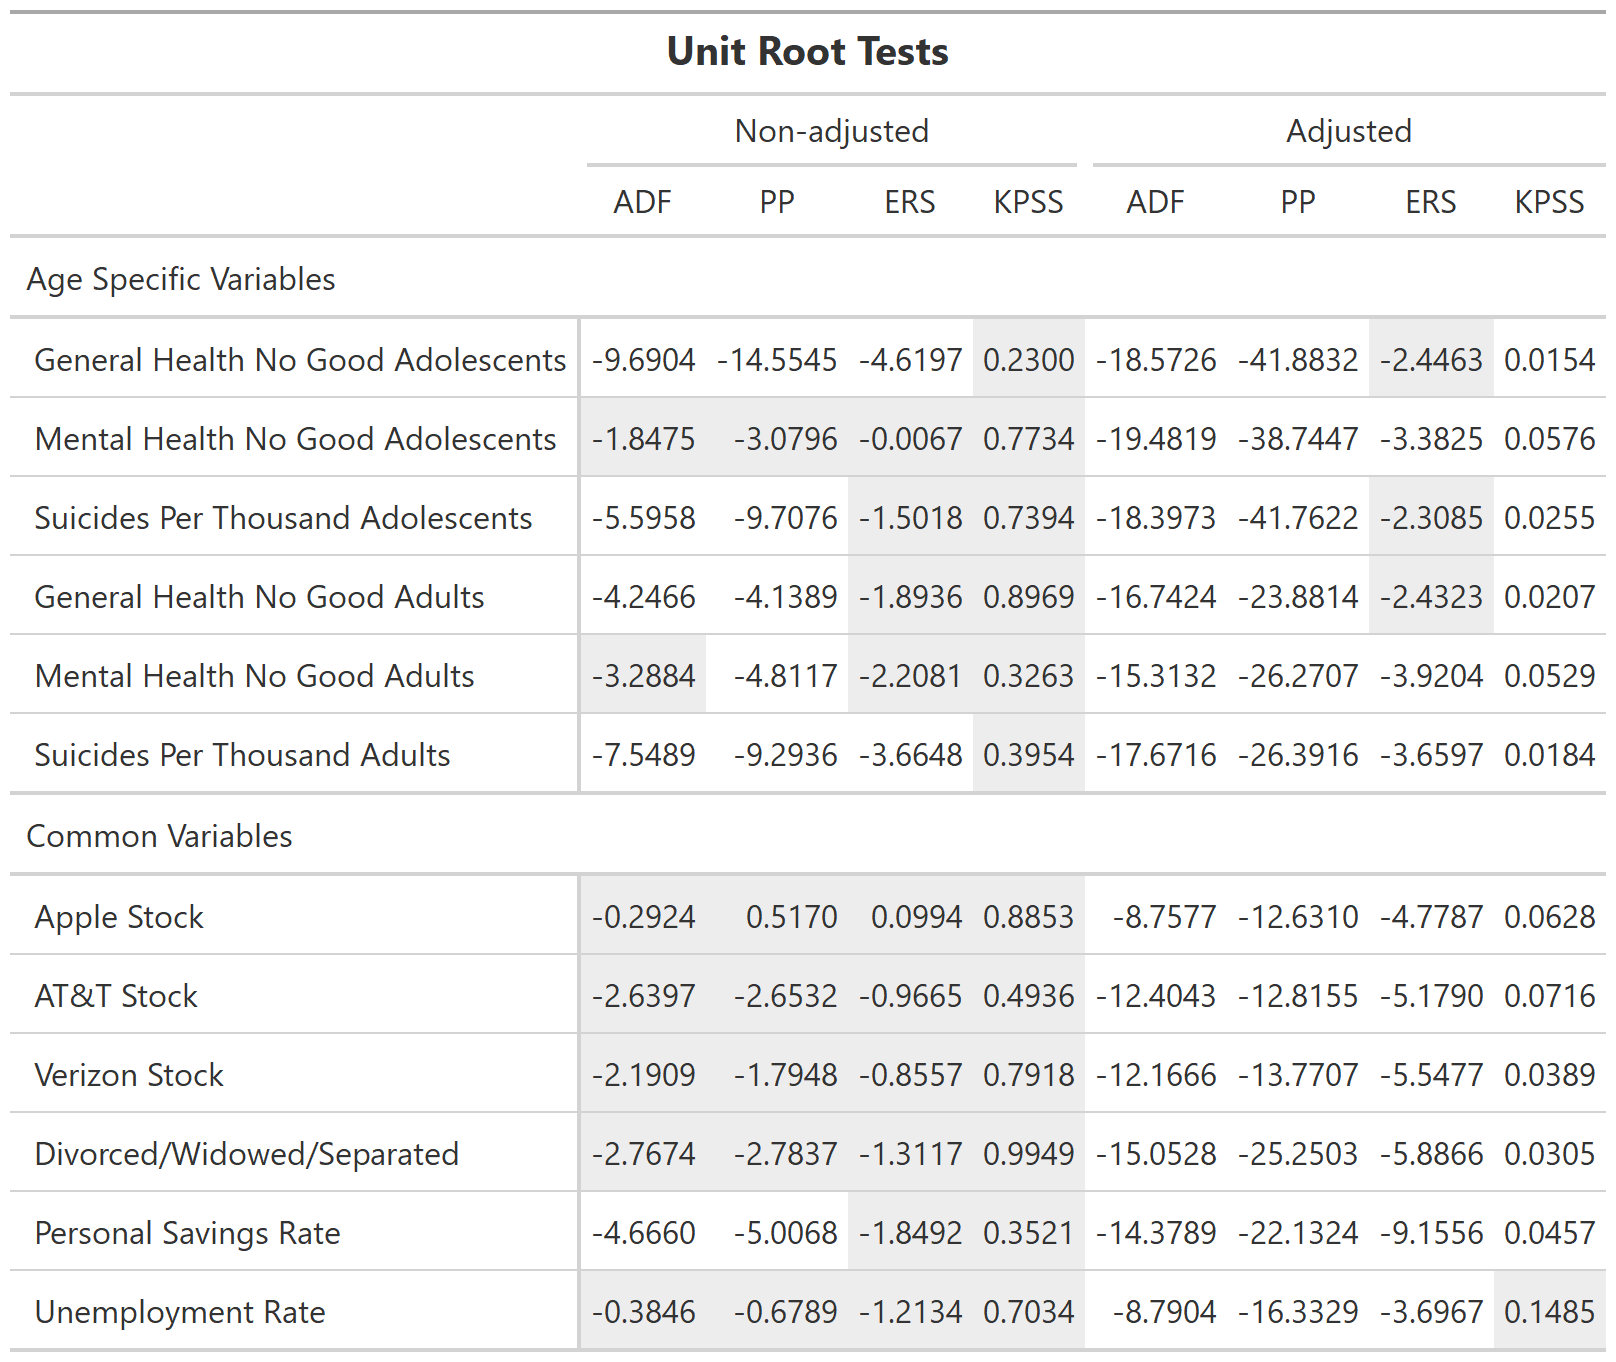 Unit Root Tests
Non-adjusted Adjusted
ADF PP ERS KPSS ADF PP ERS KPSS
Age Specific Variables
General Health No Good Adolescents -9.6904 -14.5545 -4.6197 0.2300 -18.5726 -41.8832 -2.4463 0.0154
Mental Health No Good Adolescents -1.8475 -3.0796 -0.0067 0.7734 -19.4819 -38.7447 -3.3825 0.0576
Suicides Per Thousand Adolescents -5.5958 -9.7076 -1.5018 0.7394 -18.3973 -41.7622 -2.3085 0.0255
General Health No Good Adults -4.2466 -4.1389 -1.8936 0.8969 -16.7424 -23.8814 -2.4323 0.0207
Mental Health No Good Adults -3.2884 -4.8117 -2.2081 0.3263 -15.3132 -26.2707 -3.9204 0.0529
Suicides Per Thousand Adults -7.5489 -9.2936 -3.6648 0.3954 -17.6716 -26.3916 -3.6597 0.0184
Common Variables
Apple Stock -0.2924 0.5170 0.0994 0.8853 -8.7577 -12.6310 -4.7787 0.0628
AT&T Stock -2.6397 -2.6532 -0.9665 0.4936 -12.4043 -12.8155 -5.1790 0.0716
Verizon Stock -2.1909 -1.7948 -0.8557 0.7918 -12.1666 -13.7707 -5.5477 0.0389
Divorced/Widowed/Separated -2.7674 -2.7837 -1.3117 0.9949 -15.0528 -25.2503 -5.8866 0.0305
Personal Savings Rate -4.6660 -5.0068 -1.8492 0.3521 -14.3789 -22.1324 -9.1556 0.0457
Unemployment Rate -0.3846 -0.6789 -1.2134 0.7034 -8.7904 -16.3329 -3.6967 0.1485